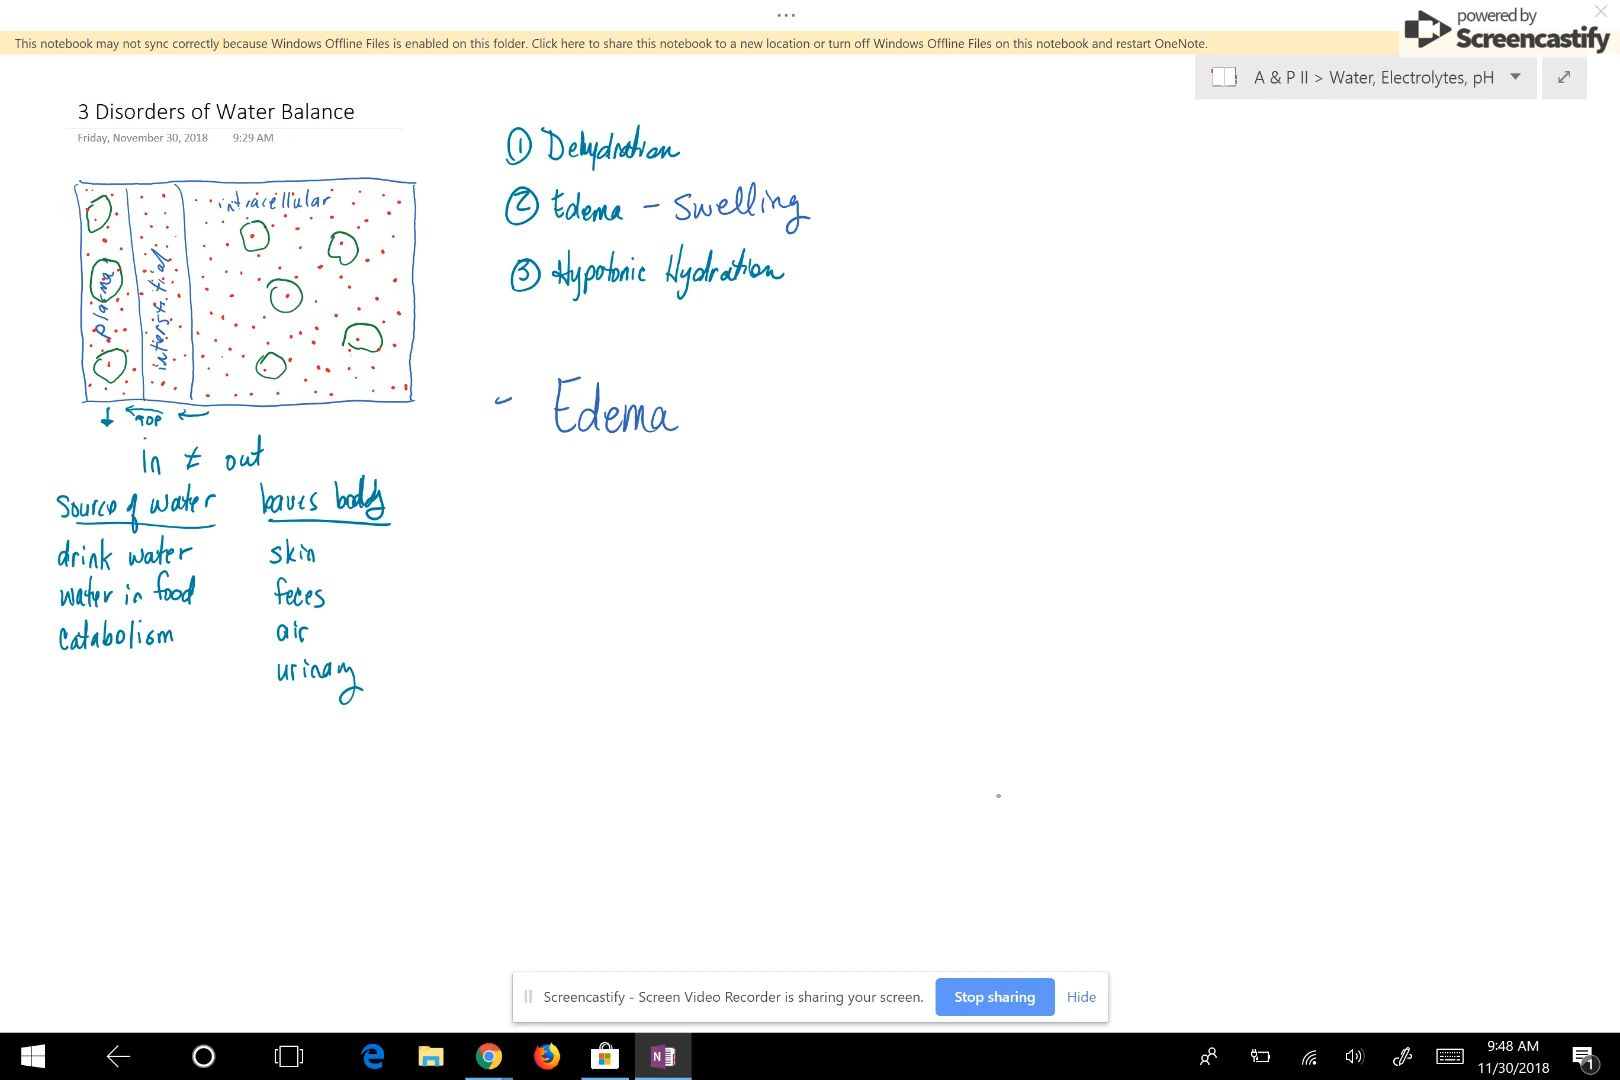 ...
powered by
Screencastify
This notebook may not sync correctly because Windows Offline Files is enabled on this folder. Click here to share this notebook to a new location or turn off Windows Offline Files on this notebook and restart OneNote.
A & P II > Water, Electrolytes, pH
3 Disorders of Water Balance
Friday, November 30, 2018 9:29 AM
① Dehydration
② Edema - Swelling
③ Hypotonic Hydration
intracellular
plasma
interstitial
↑OP
in ≠ out
Source of water
drink water
water in food
catabolism
leaves body
skin
feces
air
urinary
- Edema
Screencastify - Screen Video Recorder is sharing your screen.
Stop sharing
Hide
N
9:48 AM
11/30/2018
1